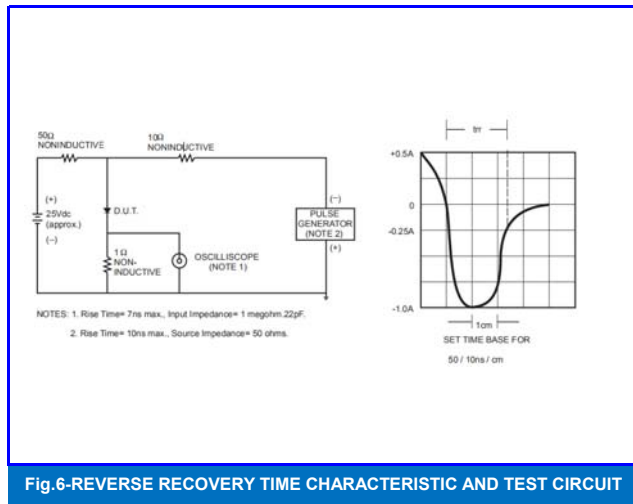 50Ω
NONINDUCTIVE
10Ω
NONINDUCTIVE
(+)
25Vdc
(approx.)
(−)
D.U.T.
1Ω
NON-
INDUCTIVE
OSCILLISCOPE
(NOTE 1)
(−)
PULSE
GENERATOR
(NOTE 2)
(+)
NOTES: 1. Rise Time= 7ns max., Input Impedance= 1 megohm.22pF.
2. Rise Time= 10ns max., Source Impedance= 50 ohms.
trr
+0.5A
0
-0.25A
-1.0A
1cm
SET TIME BASE FOR
50 / 10ns / cm
Fig.6-REVERSE RECOVERY TIME CHARACTERISTIC AND TEST CIRCUIT